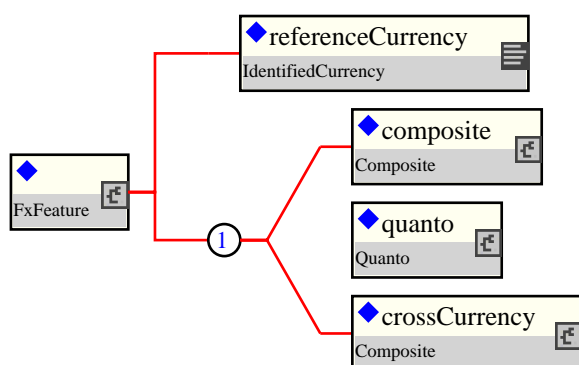 referenceCurrency
IdentifiedCurrency
composite
Composite
FxFeature
1
quanto
Quanto
crossCurrency
Composite